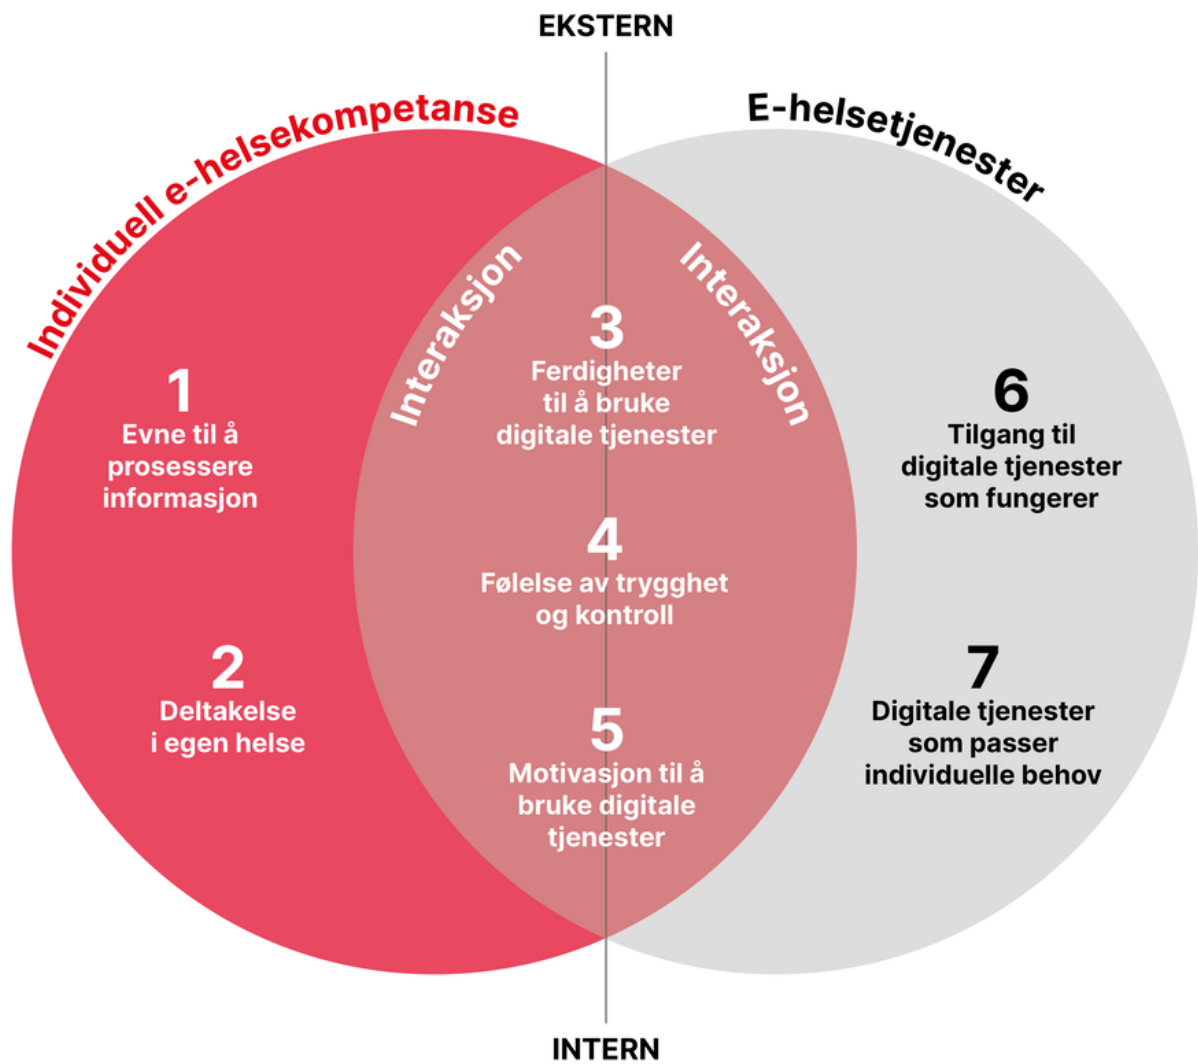 EKSTERN
Individuell e-helsekompetanse
E-helsetjenester
Interaksjon
Interaksjon
1
Evne til å
prosessere
informasjon
2
Deltakelse
i egen helse
3
Ferdigheter
til å bruke
digitale tjenester
4
Følelse av trygghet
og kontroll
5
Motivasjon til å
bruke digitale
tjenester
6
Tilgang til
digitale tjenester
som fungerer
7
Digitale tjenester
som passer
individuelle behov
INTERN